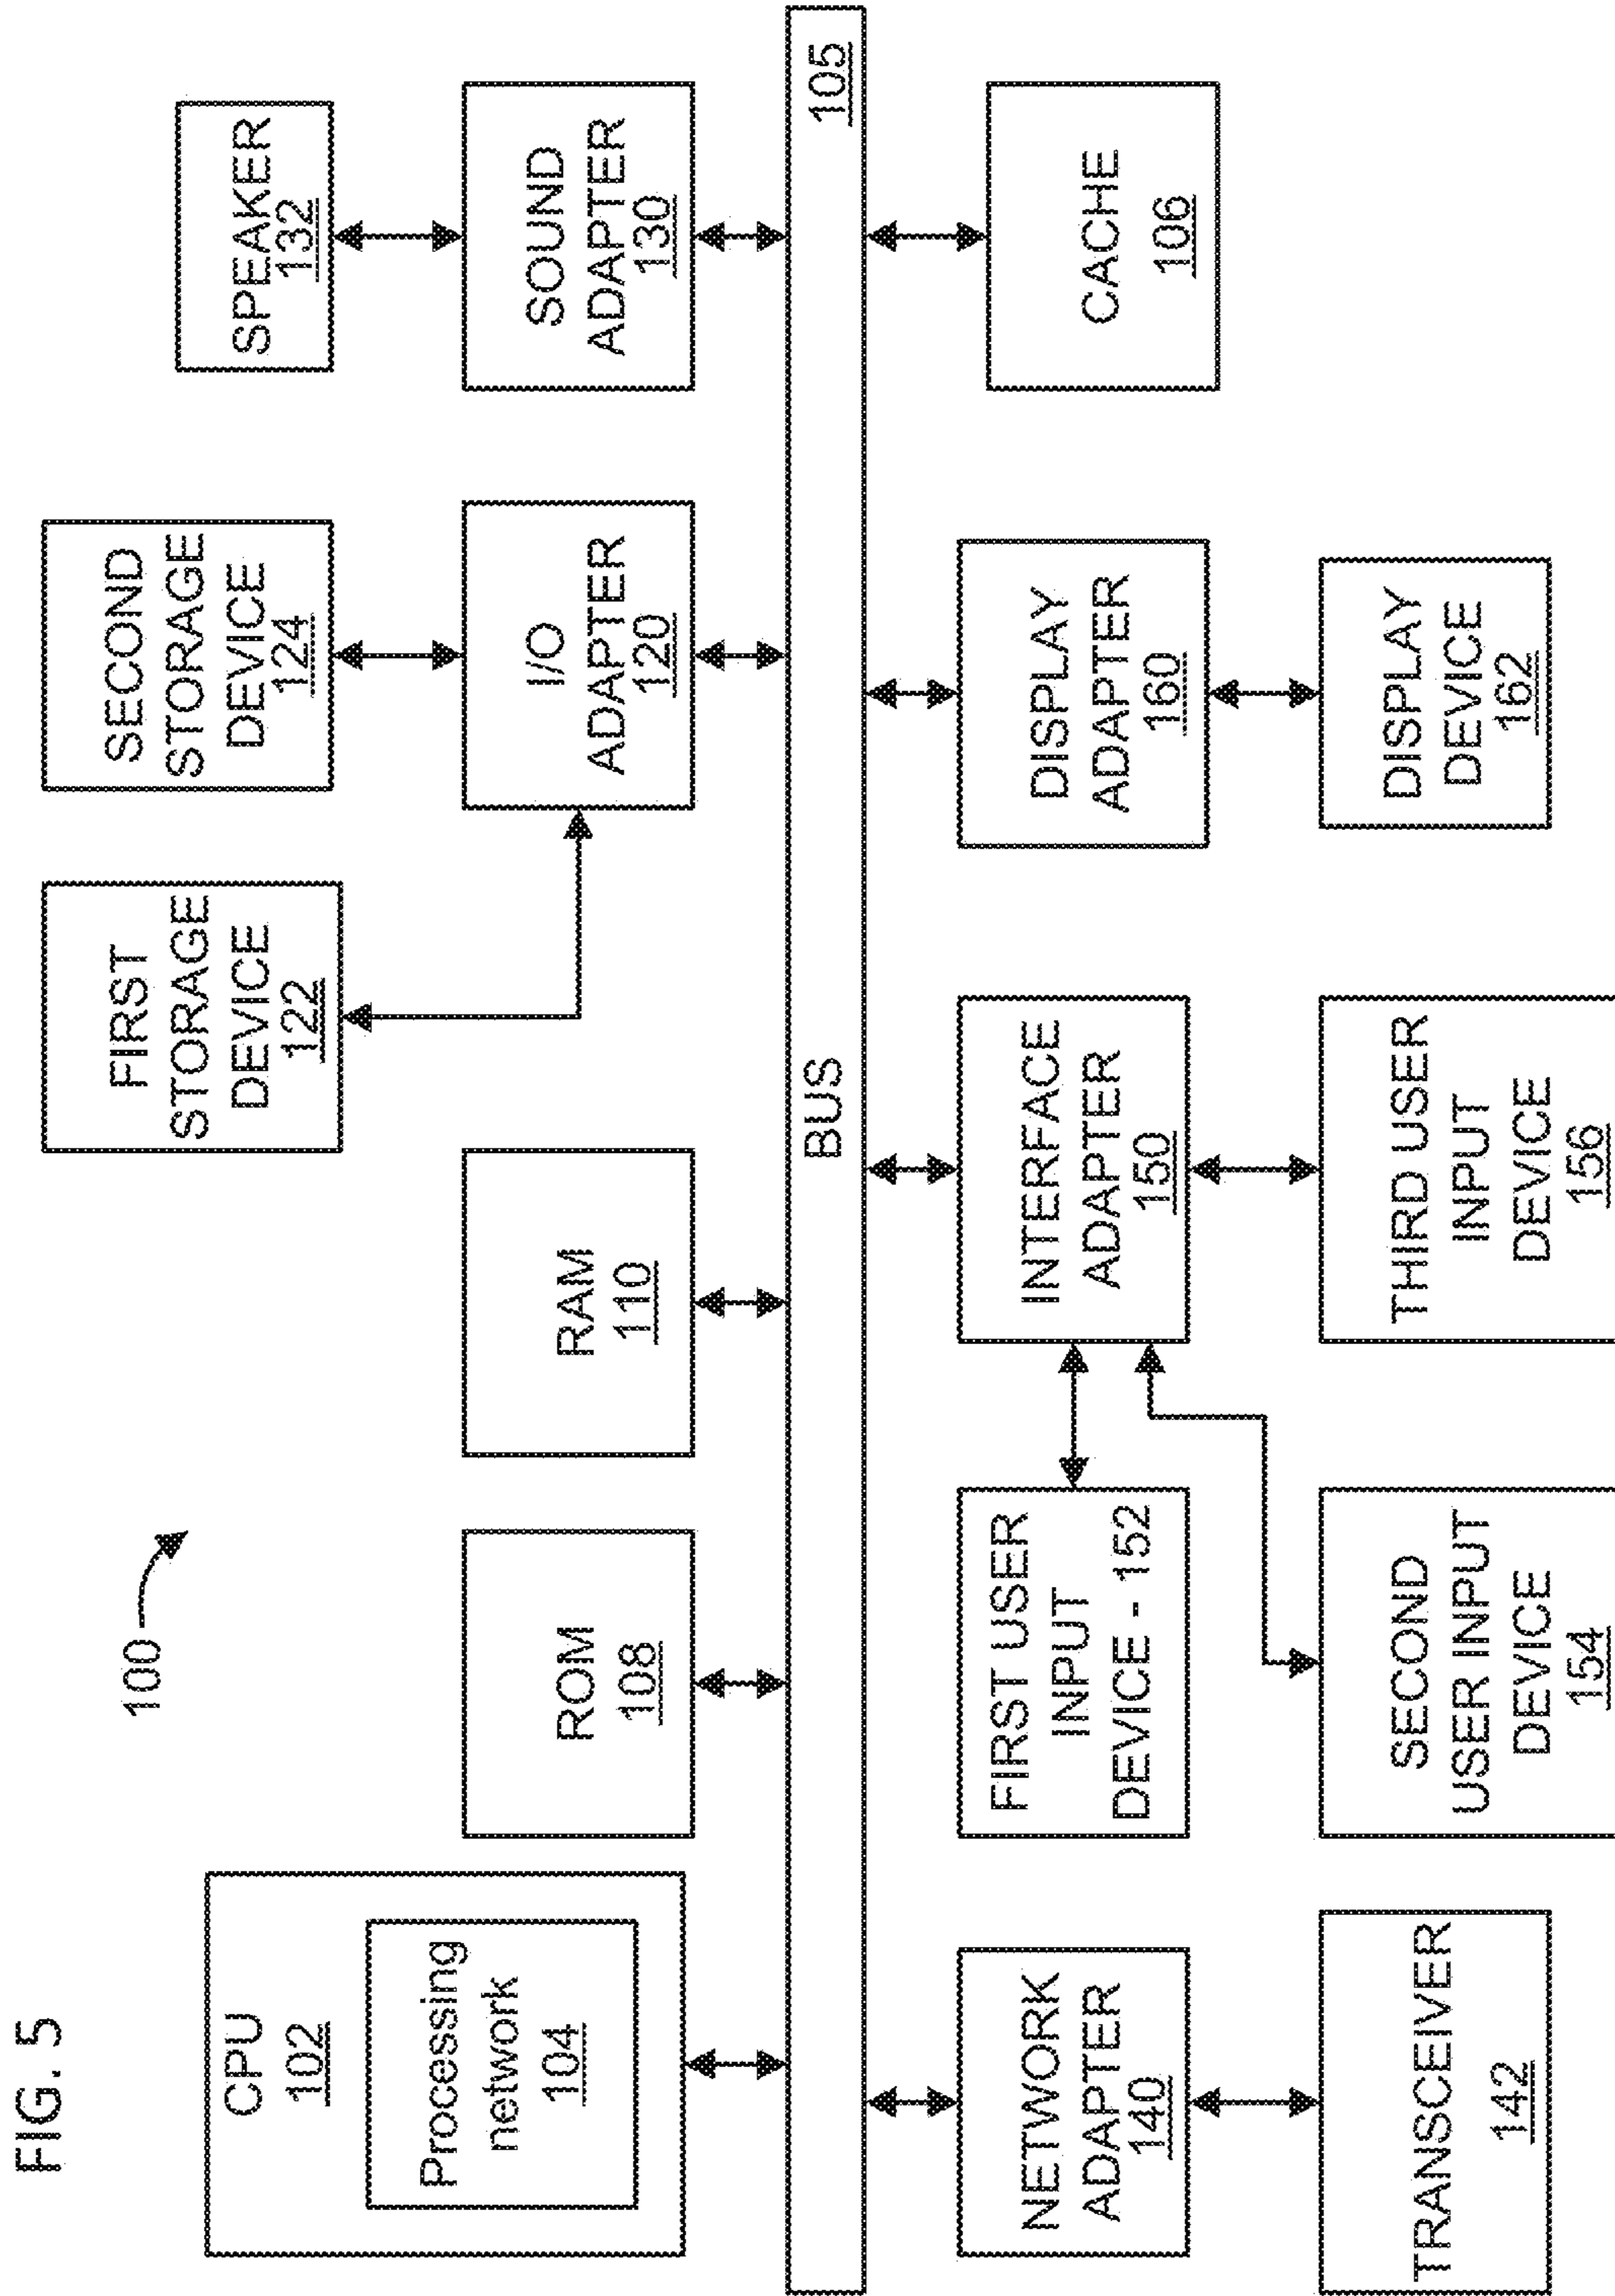 FIG. 5
100
CPU
102
Processing
network
104
ROM
108
RAM
110
FIRST
STORAGE
DEVICE
122
SECOND
STORAGE
DEVICE
124
I/O
ADAPTER
120
SPEAKER
132
SOUND
ADAPTER
130
BUS
105
NETWORK
ADAPTER
140
TRANSCEIVER
142
FIRST USER
INPUT
DEVICE - 152
SECOND
USER INPUT
DEVICE
154
INTERFACE
ADAPTER
150
THIRD USER
INPUT
DEVICE
156
DISPLAY
ADAPTER
160
DISPLAY
DEVICE
162
CACHE
106